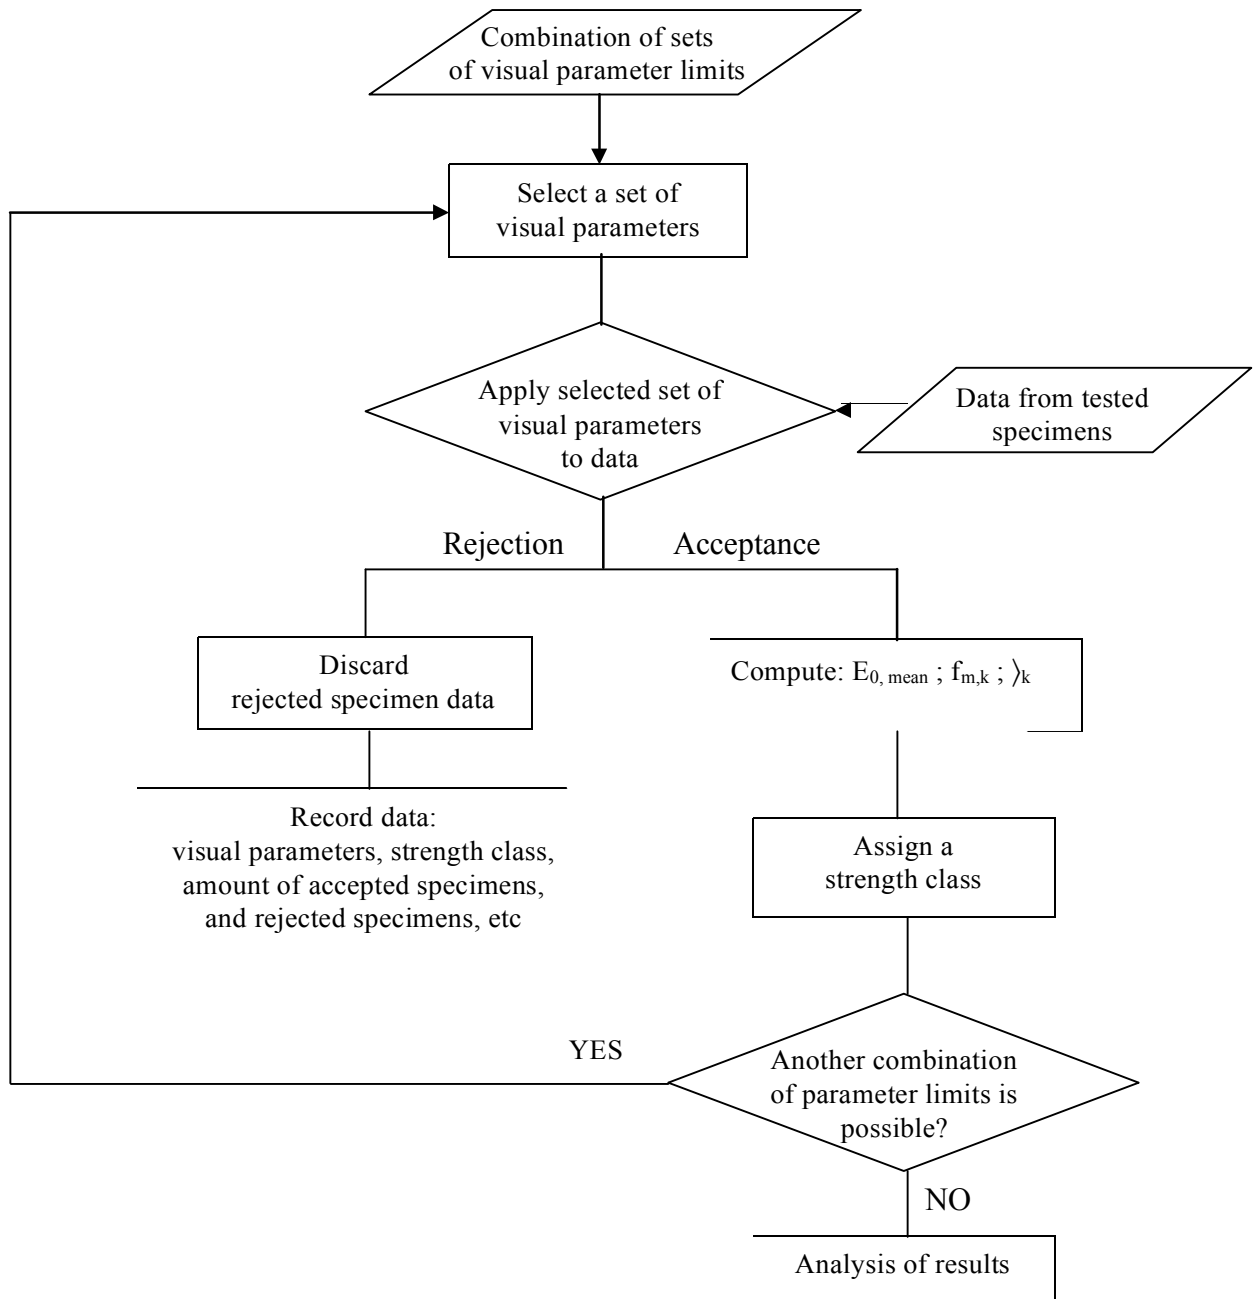 Combination of sets
of visual parameter limits
Select a set of
visual parameters
Apply selected set of
visual parameters
to data
Data from tested
specimens
Rejection
Acceptance
Discard
rejected specimen data
Compute: E0, mean ; fm,k ; ⟩k
Record data:
visual parameters, strength class,
amount of accepted specimens,
and rejected specimens, etc
Assign a
strength class
YES
Another combination
of parameter limits is
possible?
NO
Analysis of results